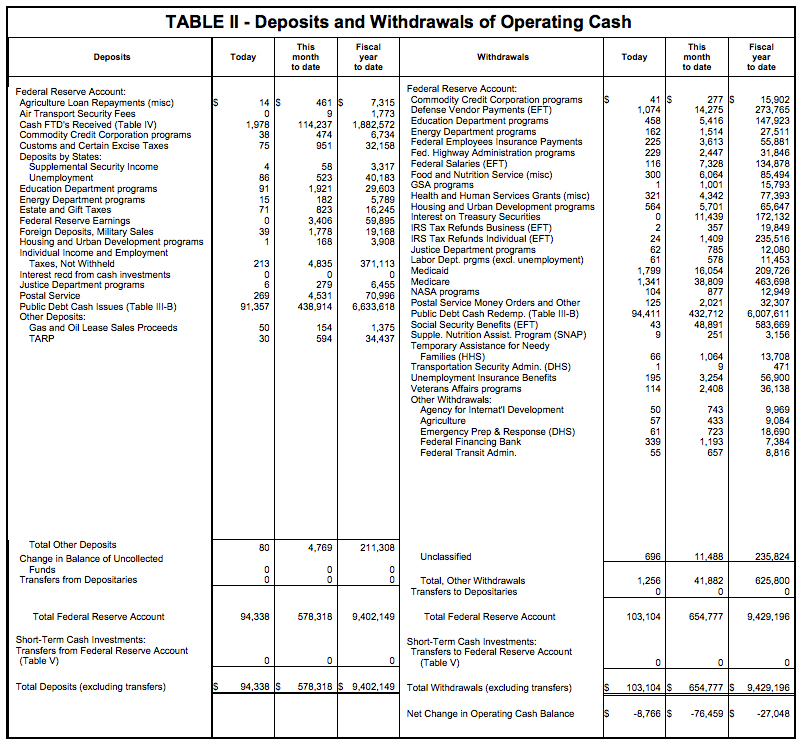 TABLE II - Deposits and Withdrawals of Operating Cash
Deposits Today This month to date Fiscal year to date
Federal Reserve Account:
Agriculture Loan Repayments (misc) $ 14 $ 461 $ 7,315
Air Transport Security Fees 0 9 1,773
Cash FTD's Received (Table IV) 1,978 114,237 1,882,572
Commodity Credit Corporation programs 38 474 6,734
Customs and Certain Excise Taxes 75 951 32,158
Deposits by States:
Supplemental Security Income 4 58 3,317
Unemployment 86 523 40,183
Education Department programs 91 1,921 29,603
Energy Department programs 15 182 5,789
Estate and Gift Taxes 71 823 16,245
Federal Reserve Earnings 0 3,406 59,895
Foreign Deposits, Military Sales 39 1,778 19,168
Housing and Urban Development programs 1 168 3,908
Individual Income and Employment
Taxes, Not Withheld 213 4,835 371,113
Interest recd from cash investments 0 0 0
Justice Department programs 6 279 6,455
Postal Service 269 4,531 70,996
Public Debt Cash Issues (Table III-B) 91,357 438,914 6,633,618
Other Deposits:
Gas and Oil Lease Sales Proceeds 50 154 1,375
TARP 30 594 34,437
Total Other Deposits 80 4,769 211,308
Change in Balance of Uncollected
Funds 0 0 0
Transfers from Depositaries 0 0 0
Total Federal Reserve Account 94,338 578,318 9,402,149
Short-Term Cash Investments:
Transfers from Federal Reserve Account
(Table V) 0 0 0
Total Deposits (excluding transfers) $ 94,338 $ 578,318 $ 9,402,149
Withdrawals Today This month to date Fiscal year to date
Federal Reserve Account:
Commodity Credit Corporation programs $ 41 $ 277 $ 15,902
Defense Vendor Payments (EFT) 1,074 14,275 273,765
Education Department programs 458 5,416 147,923
Energy Department programs 162 1,514 27,511
Federal Employees Insurance Payments 225 3,613 55,881
Fed. Highway Administration programs 229 2,447 31,846
Federal Salaries (EFT) 116 7,328 134,878
Food and Nutrition Service (misc) 300 6,064 85,494
GSA programs 1 1,001 15,793
Health and Human Services Grants (misc) 321 4,342 77,393
Housing and Urban Development programs 564 5,701 65,647
Interest on Treasury Securities 0 11,439 172,132
IRS Tax Refunds Business (EFT) 2 357 19,849
IRS Tax Refunds Individual (EFT) 24 1,409 235,516
Justice Department programs 62 785 12,080
Labor Dept. prgms (excl. unemployment) 61 578 11,453
Medicaid 1,799 16,054 209,726
Medicare 1,341 38,809 463,698
NASA programs 104 877 12,949
Postal Service Money Orders and Other 125 2,021 32,307
Public Debt Cash Redemp. (Table III-B) 94,411 432,712 6,007,611
Social Security Benefits (EFT) 43 48,891 583,669
Supple. Nutrition Assist. Program (SNAP) 9 251 3,156
Temporary Assistance for Needy
Families (HHS) 66 1,064 13,708
Transportation Security Admin. (DHS) 1 9 471
Unemployment Insurance Benefits 195 3,254 56,900
Veterans Affairs programs 114 2,408 36,138
Other Withdrawals:
Agency for Internat'l Development 50 743 9,969
Agriculture 57 433 9,084
Emergency Prep & Response (DHS) 61 723 18,690
Federal Financing Bank 339 1,193 7,384
Federal Transit Admin. 55 657 8,816
Unclassified 696 11,488 235,824
Total, Other Withdrawals 1,256 41,882 625,800
Transfers to Depositaries 0 0 0
Total Federal Reserve Account 103,104 654,777 9,429,196
Short-Term Cash Investments:
Transfers to Federal Reserve Account
(Table V) 0 0 0
Total Withdrawals (excluding transfers) $ 103,104 $ 654,777 $ 9,429,196
Net Change in Operating Cash Balance $ -8,766 $ -76,459 $ -27,048